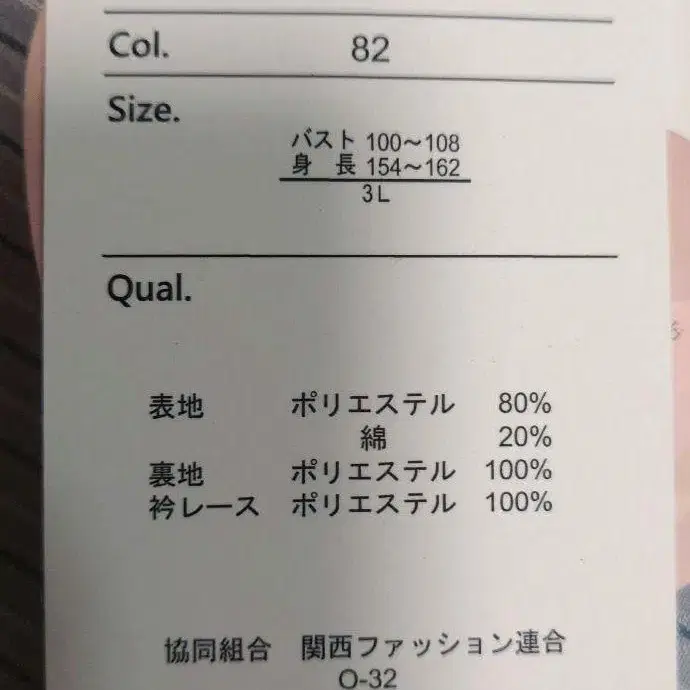 Col. 82
Size.
バスト 100〜108
身 長 154〜162
3L
Qual.
表地 ポリエステル 80%
綿 20%
裏地 ポリエステル 100%
衿レース ポリエステル 100%
協同組合 関西ファッション連合
O-32